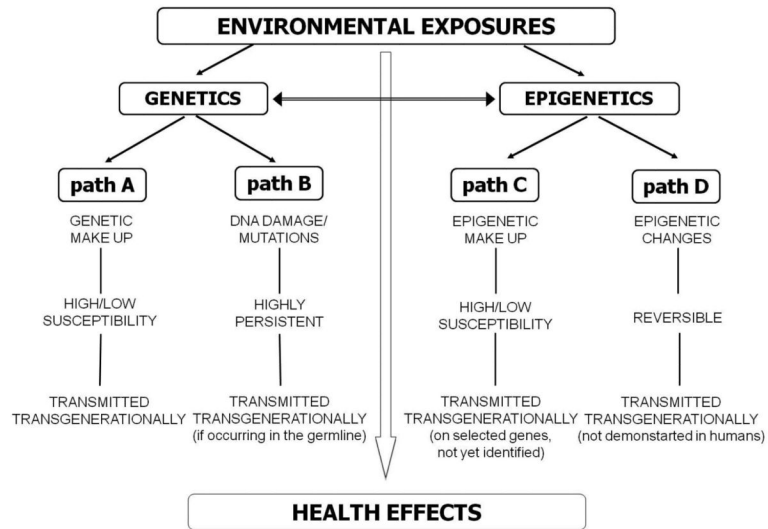 ENVIRONMENTAL EXPOSURES
GENETICS
EPIGENETICS
path A
path B
path C
path D
GENETIC
MAKE UP
DNA DAMAGE/
MUTATIONS
EPIGENETIC
MAKE UP
EPIGENETIC
CHANGES
HIGH/LOW
SUSCEPTIBILITY
HIGHLY
PERSISTENT
HIGH/LOW
SUSCEPTIBILITY
REVERSIBLE
TRANSMITTED
TRANSGENERATIONALLY
TRANSMITTED
TRANSGENERATIONALLY
(if occurring in the germline)
TRANSMITTED
TRANSGENERATIONALLY
(on selected genes,
not yet identified)
TRANSMITTED
TRANSGENERATIONALLY
(not demonstarted in humans)
HEALTH EFFECTS